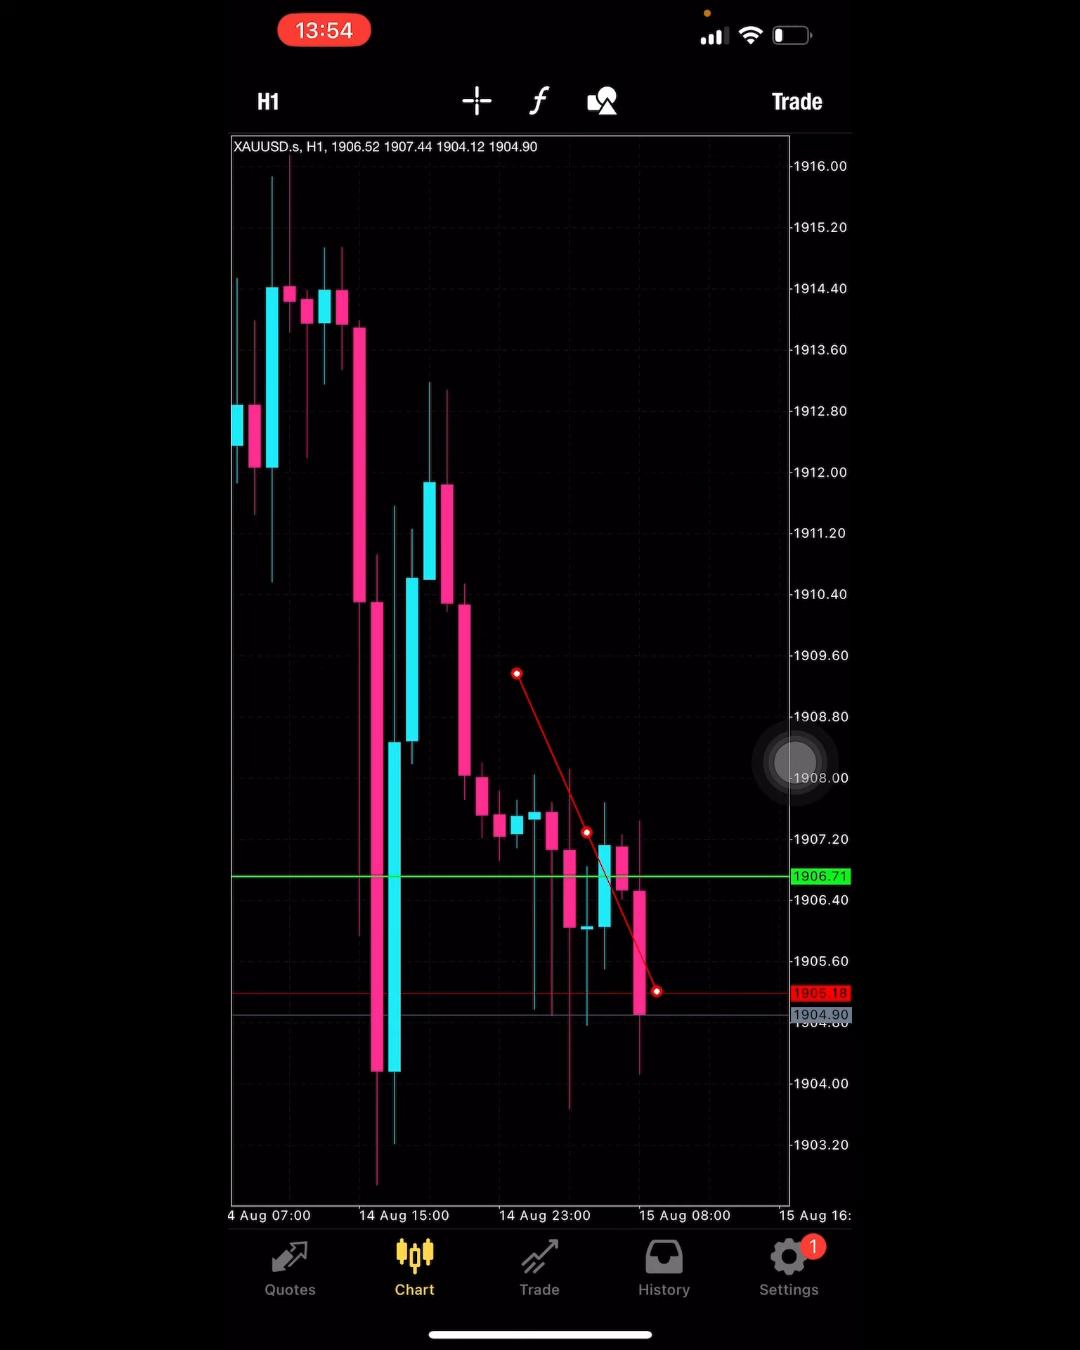 13:54
H1
Trade
XAUUSD.s, H1, 1906.52 1907.44 1904.12 1904.90
1916.00
1915.20
1914.40
1913.60
1912.80
1912.00
1911.20
1910.40
1909.60
1908.80
1908.00
1907.20
1906.71
1906.40
1905.60
1905.18
1904.90
1904.80
1904.00
1903.20
4 Aug 07:00
14 Aug 15:00
14 Aug 23:00
15 Aug 08:00
15 Aug 16:
1
Quotes
Chart
Trade
History
Settings